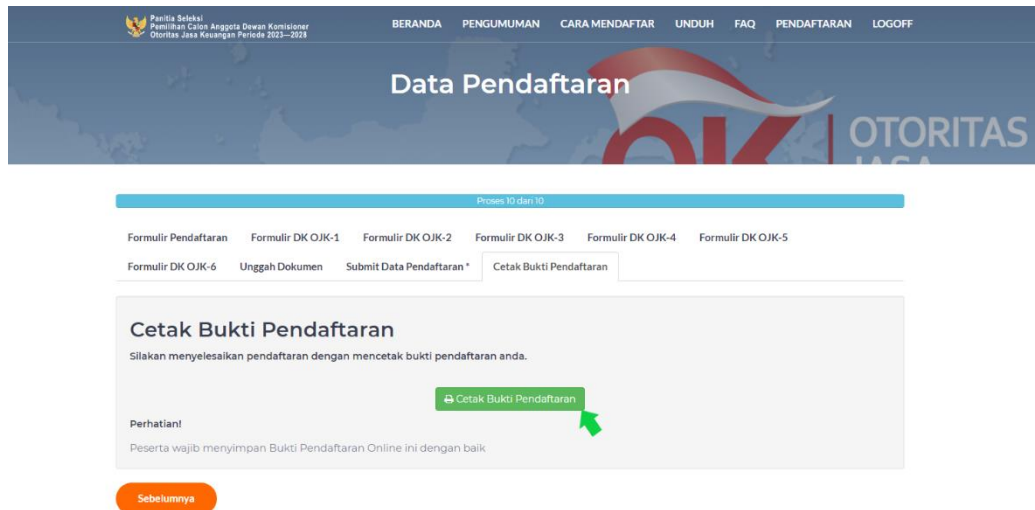 Panitia Seleksi
Pemilihan Calon Anggota Dewan Komisioner
Otoritas Jasa Keuangan Periode 2023—2028
BERANDA PENGUMUMAN CARA MENDAFTAR UNDUH FAQ PENDAFTARAN LOGOFF
Data Pendaftaran
OJK
OTORITAS
JASA
Proses 10 dari 10
Formulir Pendaftaran Formulir DK OJK-1 Formulir DK OJK-2 Formulir DK OJK-3 Formulir DK OJK-4 Formulir DK OJK-5
Formulir DK OJK-6 Unggah Dokumen Submit Data Pendaftaran * Cetak Bukti Pendaftaran
Cetak Bukti Pendaftaran
Silakan menyelesaikan pendaftaran dengan mencetak bukti pendaftaran anda.
Cetak Bukti Pendaftaran
Perhatian!
Peserta wajib menyimpan Bukti Pendaftaran Online ini dengan baik
Sebelumnya